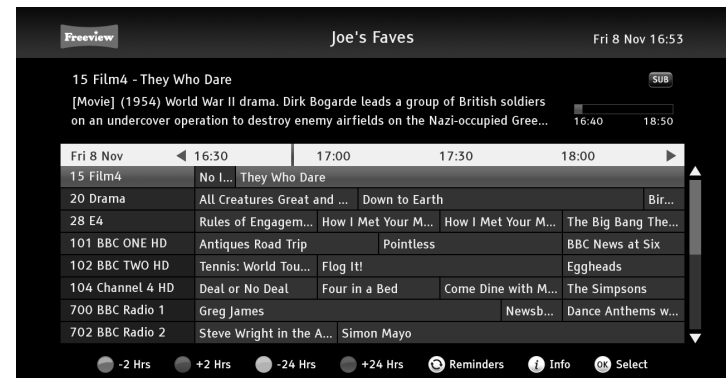 Freeview Joe's Faves Fri 8 Nov 16:53
15 Film4 - They Who Dare SUB
[Movie] (1954) World War II drama. Dirk Bogarde leads a group of British soldiers
on an undercover operation to destroy enemy airfields on the Nazi-occupied Gree... 16:40 18:50
Fri 8 Nov 16:30 17:00 17:30 18:00
15 Film4 No I... They Who Dare
20 Drama All Creatures Great and ... Down to Earth Bir...
28 E4 Rules of Engagem... How I Met Your M... How I Met Your M... The Big Bang The...
101 BBC ONE HD Antiques Road Trip Pointless BBC News at Six
102 BBC TWO HD Tennis: World Tou... Flog It! Eggheads
104 Channel 4 HD Deal or No Deal Four in a Bed Come Dine with M... The Simpsons
700 BBC Radio 1 Greg James Newsb... Dance Anthems w...
702 BBC Radio 2 Steve Wright in the A... Simon Mayo
-2 Hrs +2 Hrs -24 Hrs +24 Hrs Reminders i Info OK Select